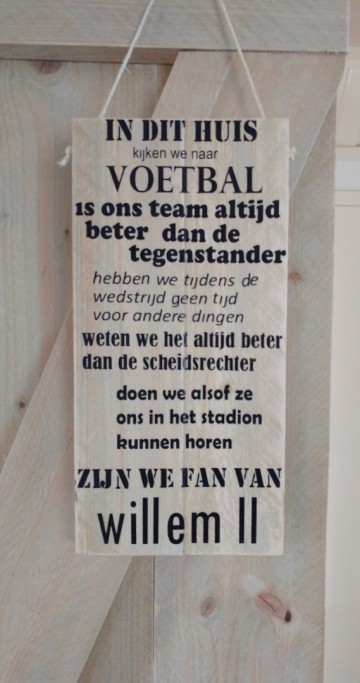 IN DIT HUIS
kijken we naar
VOETBAL
is ons team altijd
beter dan de
tegenstander
hebben we tijdens de
wedstrijd geen tijd
voor andere dingen
weten we het altijd beter
dan de scheidsrechter
doen we alsof ze
ons in het stadion
kunnen horen
ZIJN WE FAN VAN
willem II